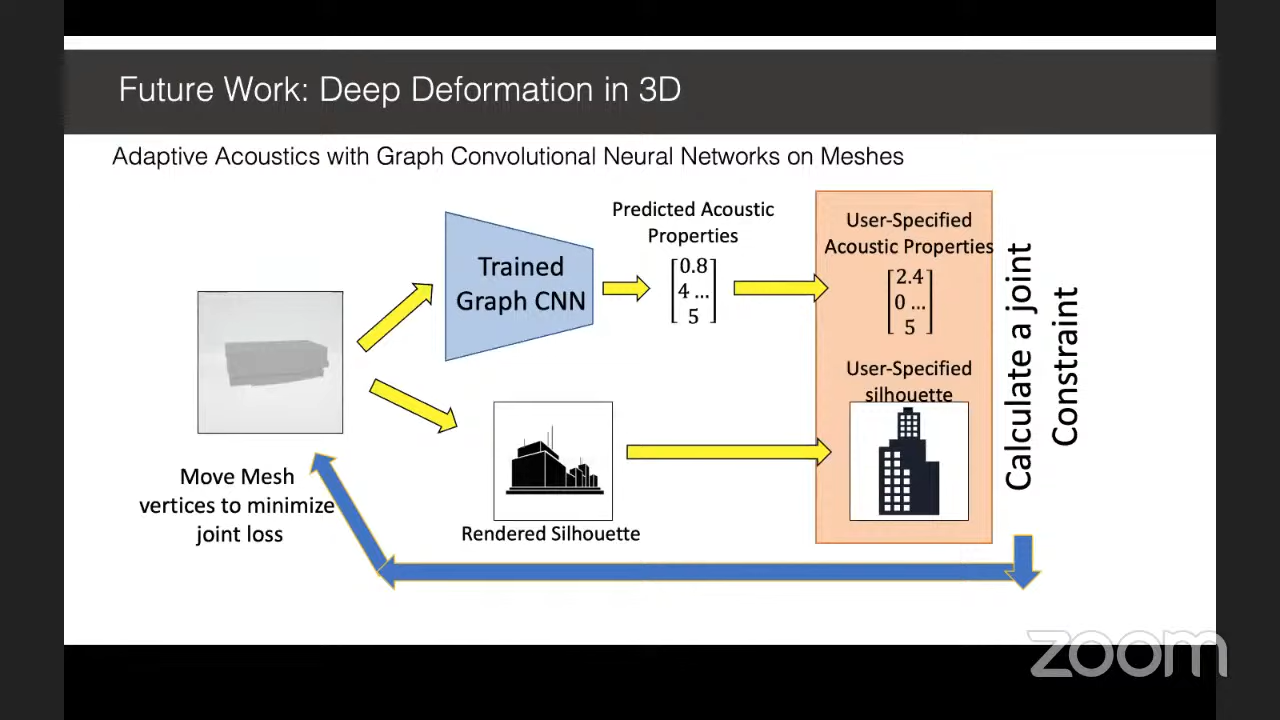 Future Work: Deep Deformation in 3D
Adaptive Acoustics with Graph Convolutional Neural Networks on Meshes
Trained
Graph CNN
Predicted Acoustic
Properties
0.8
4 ...
5
User-Specified
Acoustic Properties
2.4
0 ...
5
User-Specified
silhouette
Calculate a joint
Constraint
Move Mesh
vertices to minimize
joint loss
Rendered Silhouette
zoom